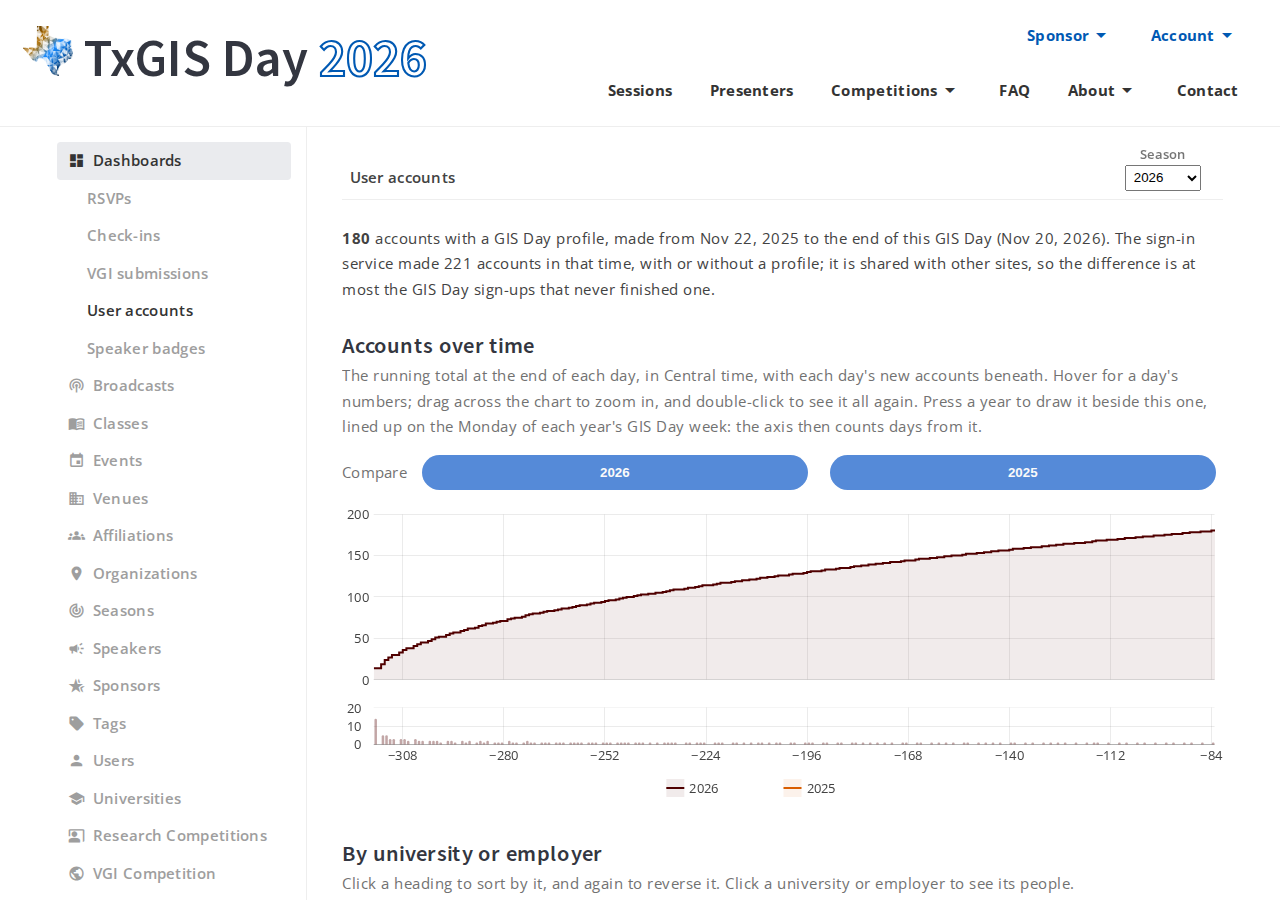 TxGIS Day 2026
Sponsor
Account
Sessions
Presenters
Competitions
FAQ
About
Contact
Dashboards
RSVPs
Check-ins
VGI submissions
User accounts
Speaker badges
Broadcasts
Classes
Events
Venues
Affiliations
Organizations
Seasons
Speakers
Sponsors
Tags
Users
Universities
Research Competitions
VGI Competition
User accounts
Season
2026
180 accounts with a GIS Day profile, made from Nov 22, 2025 to the end of this GIS Day (Nov 20, 2026). The sign-in
service made 221 accounts in that time, with or without a profile; it is shared with other sites, so the difference is at
most the GIS Day sign-ups that never finished one.
Accounts over time
The running total at the end of each day, in Central time, with each day's new accounts beneath. Hover for a day's
numbers; drag across the chart to zoom in, and double-click to see it all again. Press a year to draw it beside this one,
lined up on the Monday of each year's GIS Day week: the axis then counts days from it.
Compare
2026
2025
200
150
100
50
0
20
10
0
−308 −280 −252 −224 −196 −168 −140 −112 −84
2026
2025
By university or employer
Click a heading to sort by it, and again to reverse it. Click a university or employer to see its people.